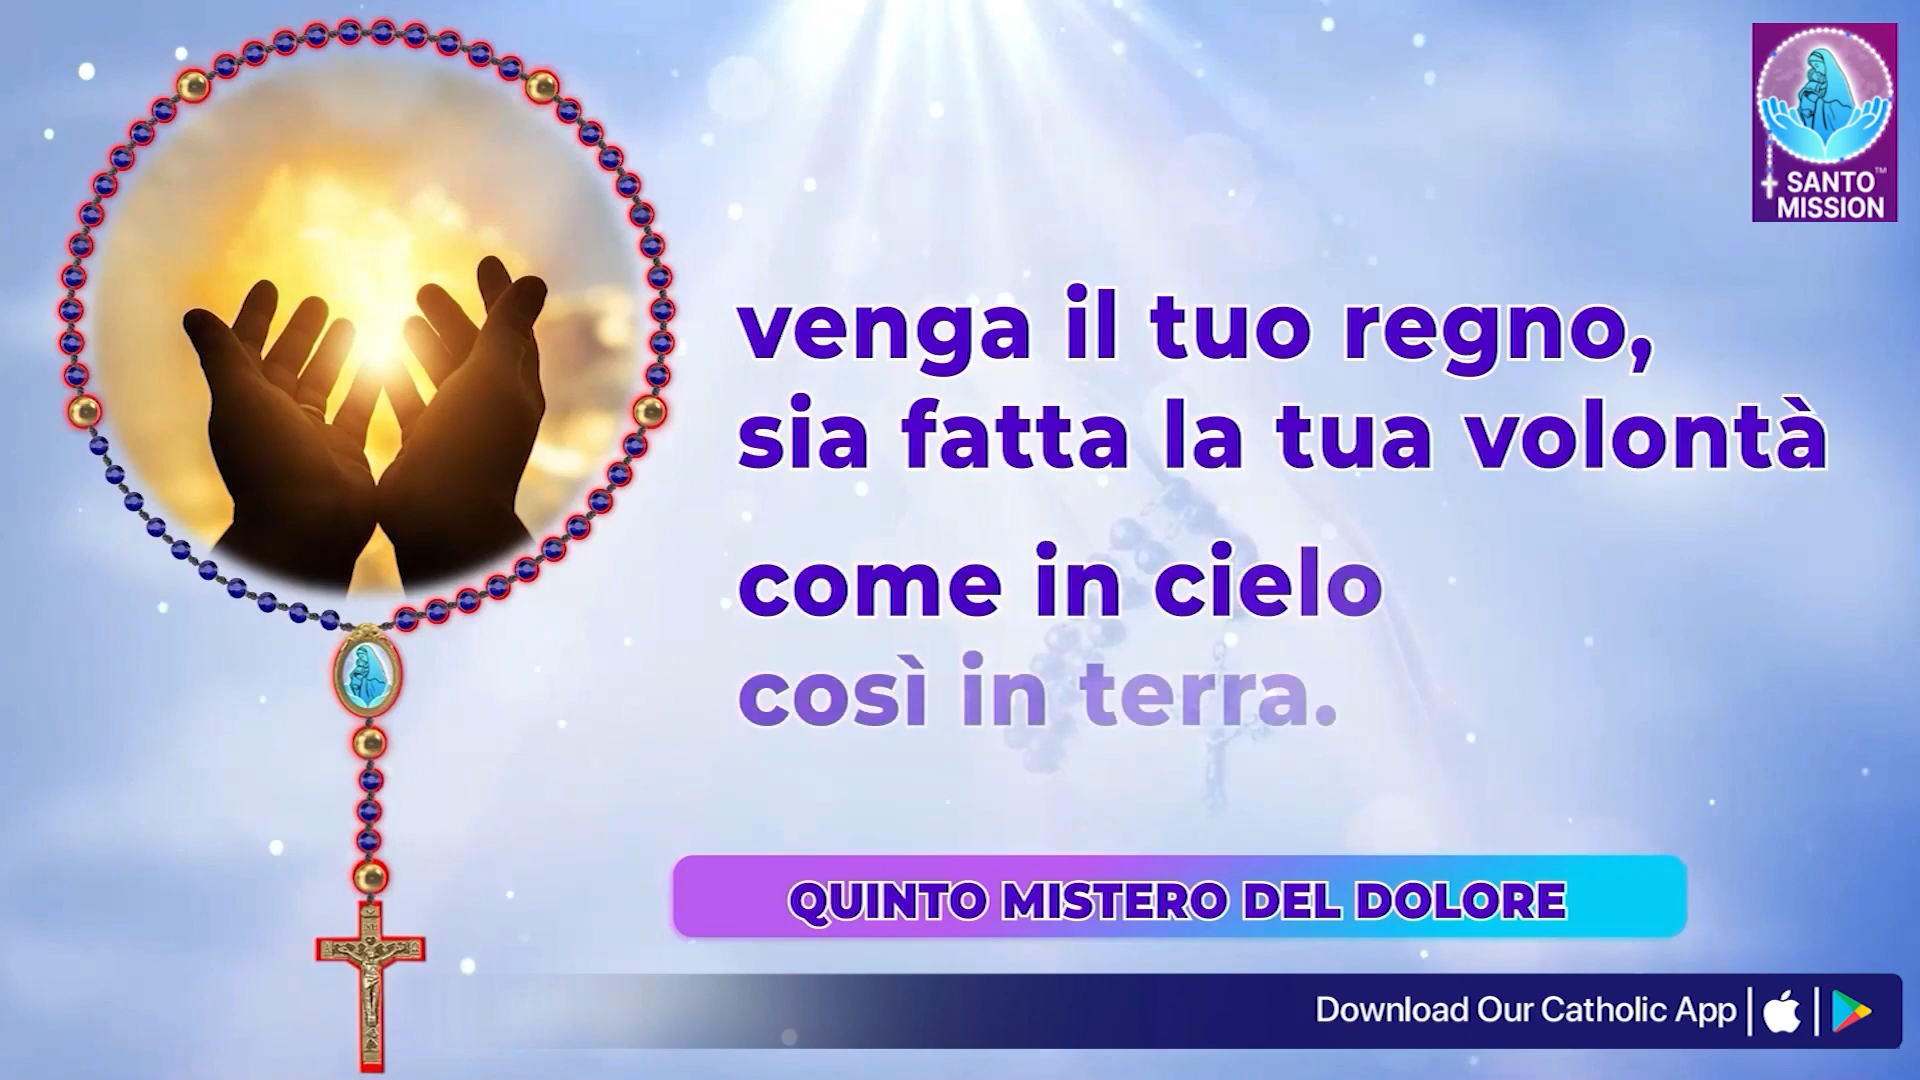 SANTO™
MISSION
venga il tuo regno,
sia fatta la tua volontà
come in cielo
così in terra.
QUINTO MISTERO DEL DOLORE
Download Our Catholic App